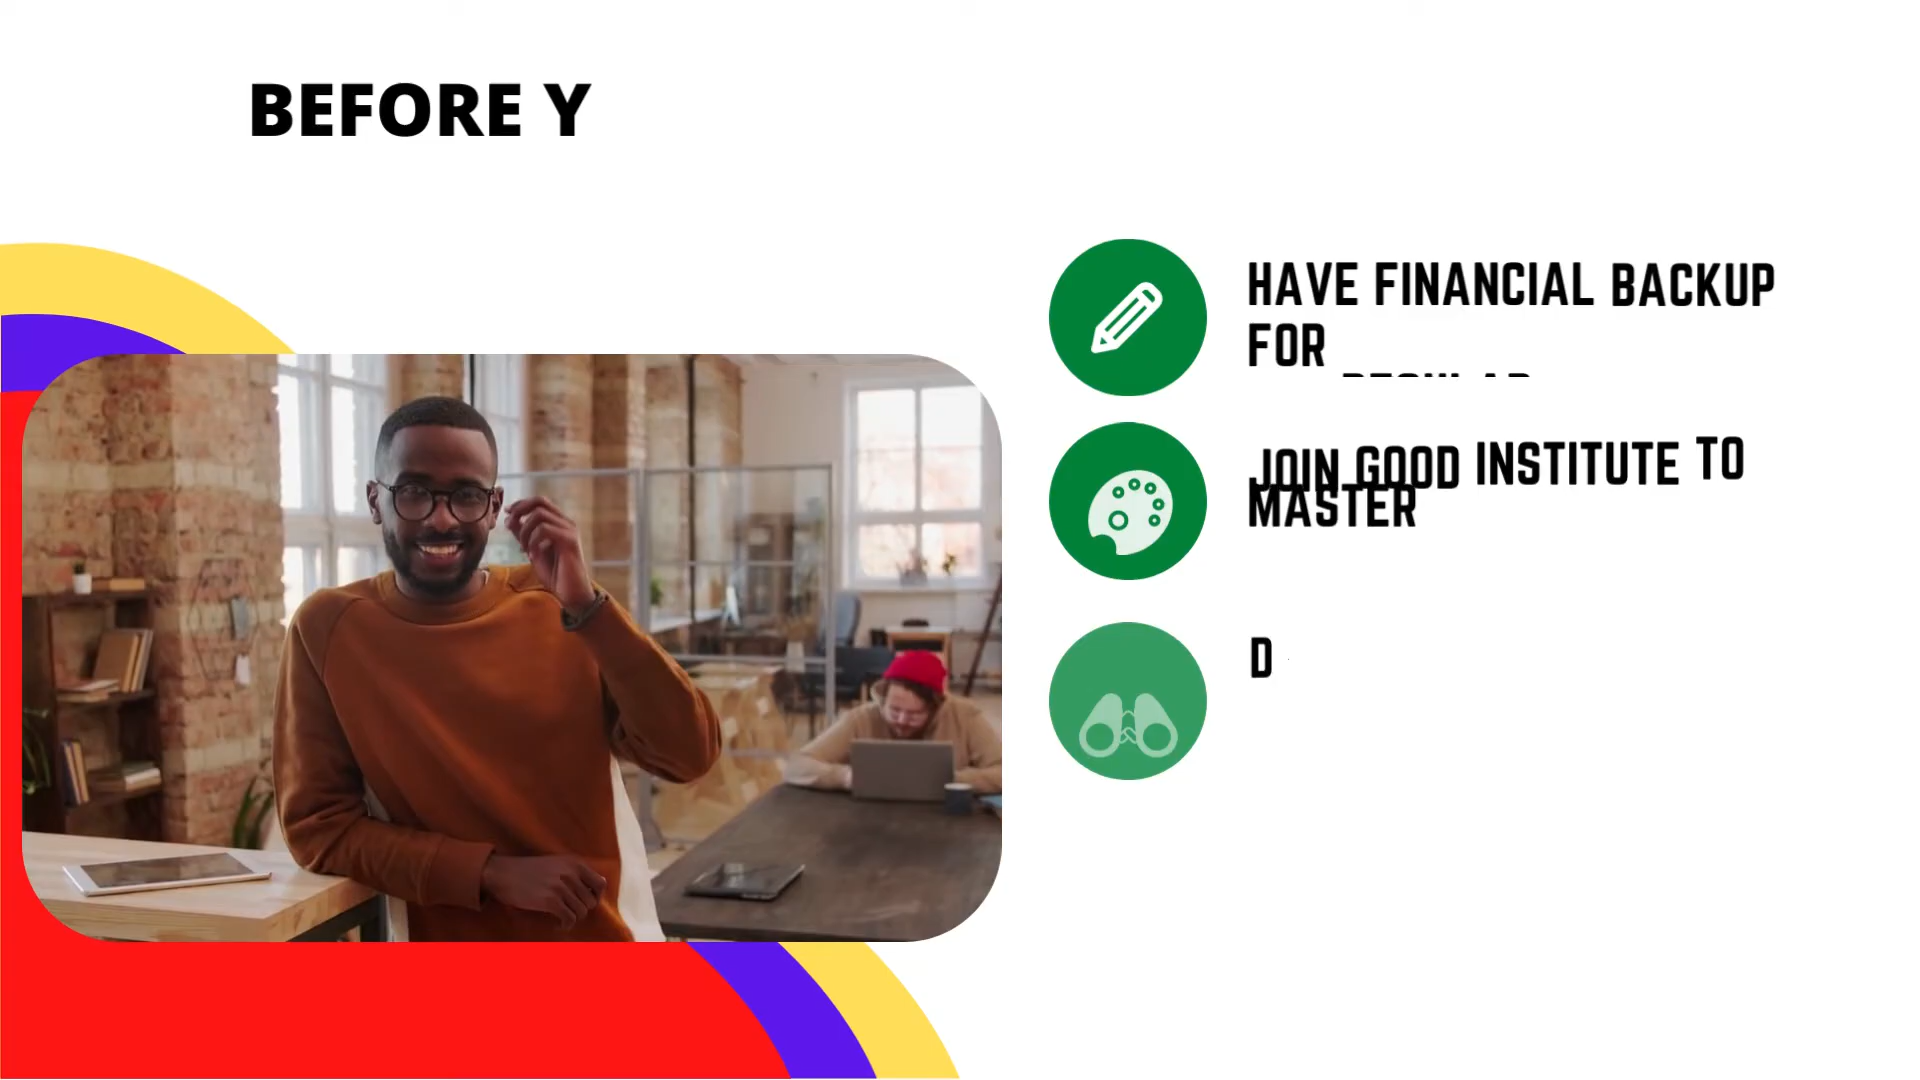 BEFORE Y
HAVE FINANCIAL BACKUP
FOR
JOIN GOOD INSTITUTE TO
MASTER
D